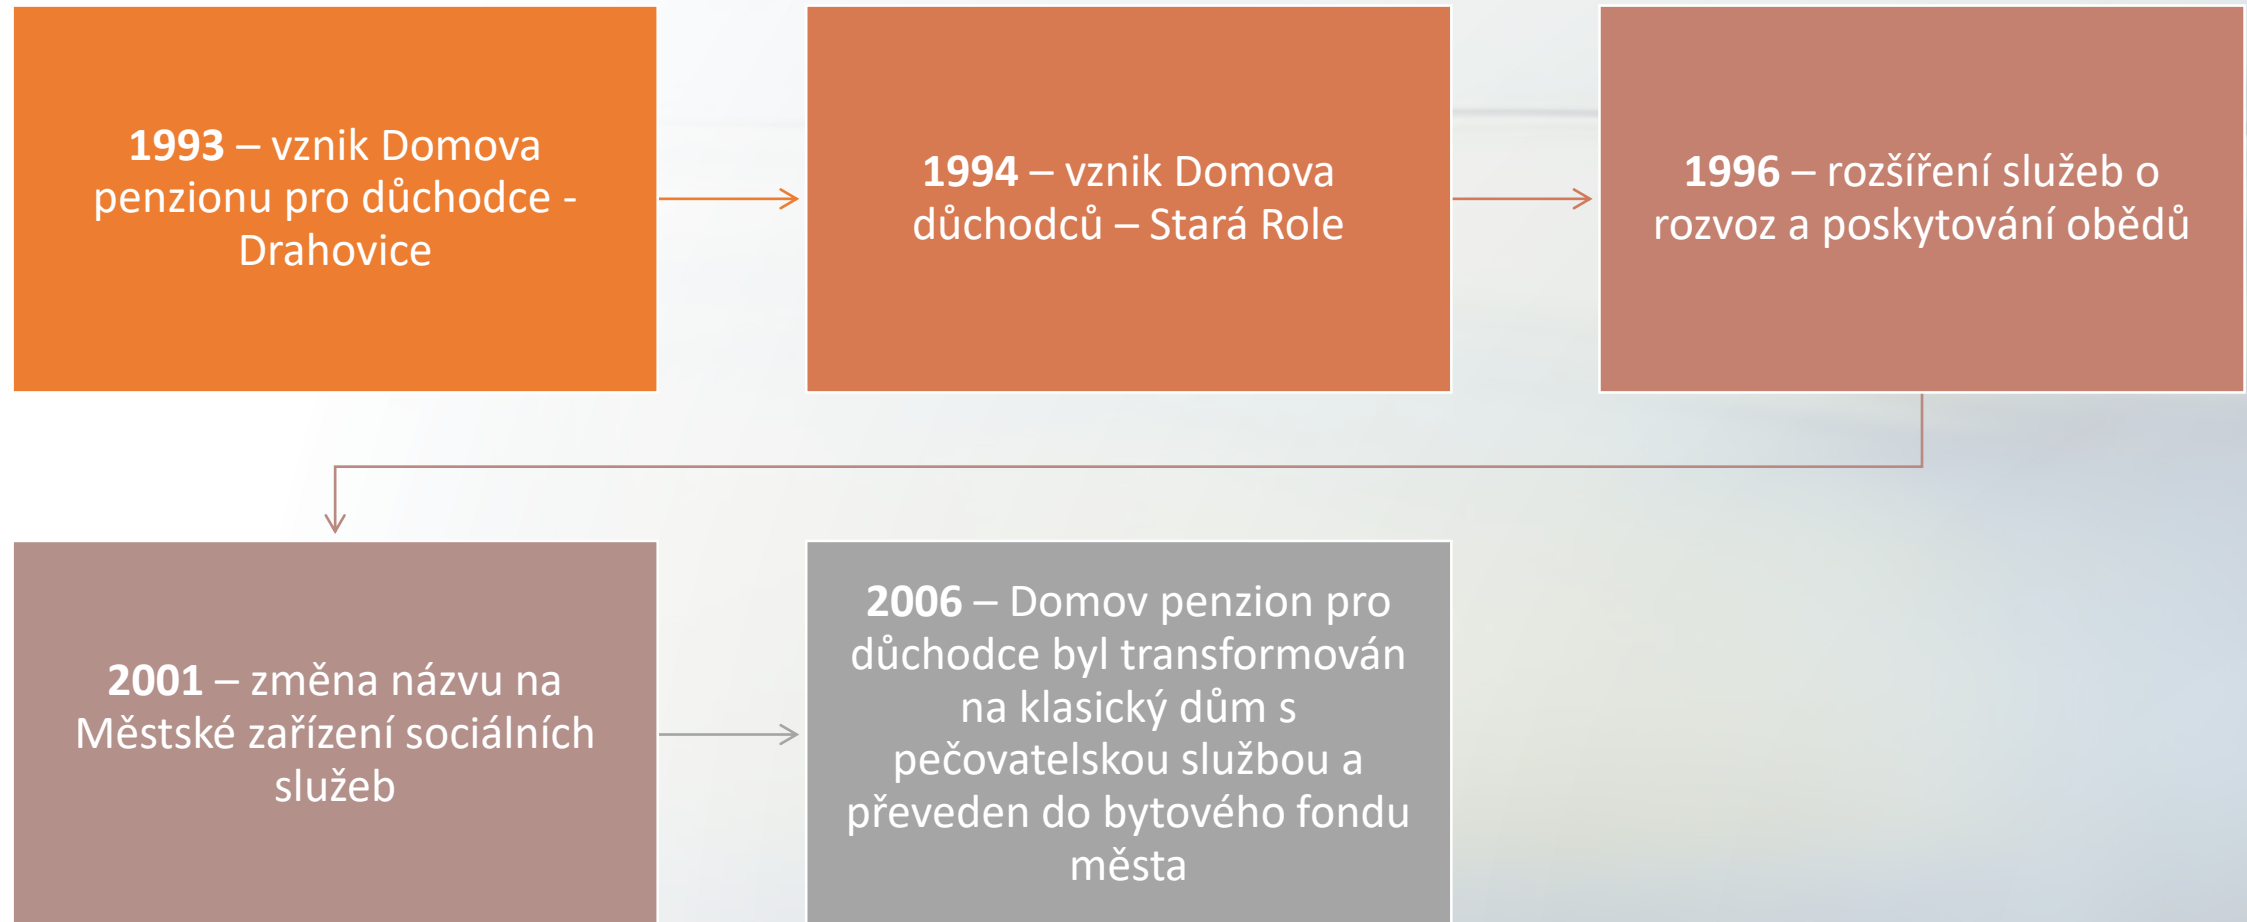 1993 – vznik Domova
penzionu pro důchodce -
Drahovice
1994 – vznik Domova
důchodců – Stará Role
1996 – rozšíření služeb o
rozvoz a poskytování obědů
2001 – změna názvu na
Městské zařízení sociálních
služeb
2006 – Domov penzion pro
důchodce byl transformován
na klasický dům s
pečovatelskou službou a
převeden do bytového fondu
města